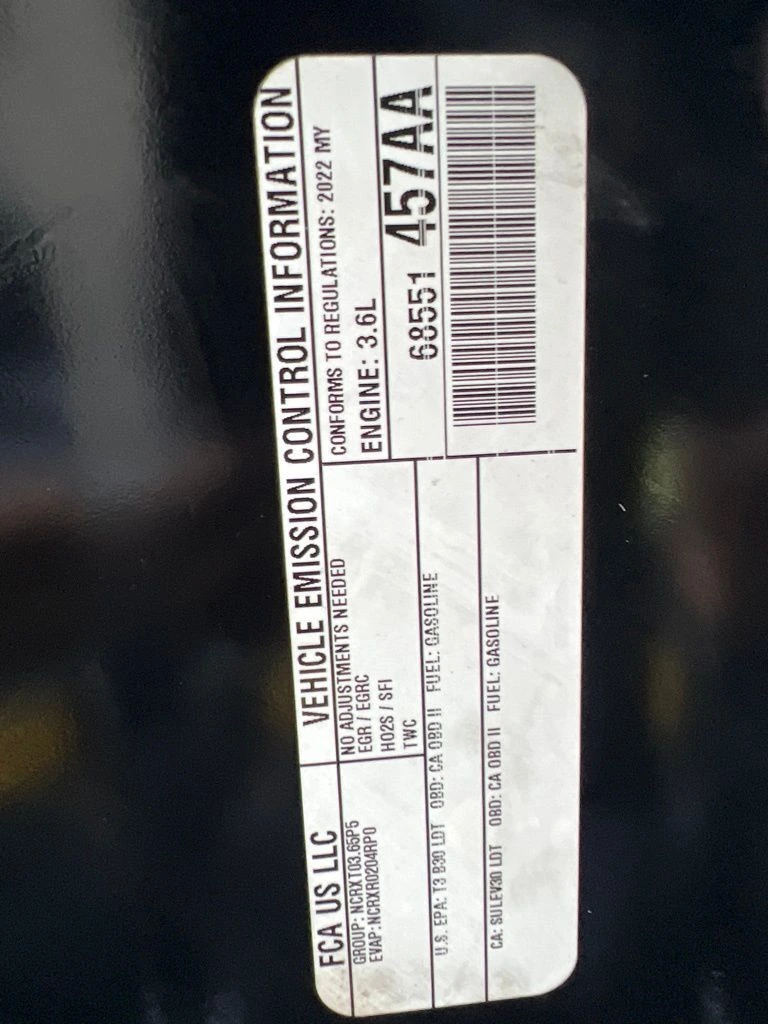 FCA US LLC
VEHICLE EMISSION CONTROL INFORMATION
GROUP: NCRXT03.65P5
EVAP: NCRXR0204RP0
NO ADJUSTMENTS NEEDED
EGR / EGRC
HO2S / SFI
TWC
CONFORMS TO REGULATIONS: 2022 MY
ENGINE: 3.6L
68551 457AA
U.S. EPA: T3 B30 LDT OBD: CA OBD II FUEL: GASOLINE
CA: SULEV30 LDT OBD: CA OBD II FUEL: GASOLINE